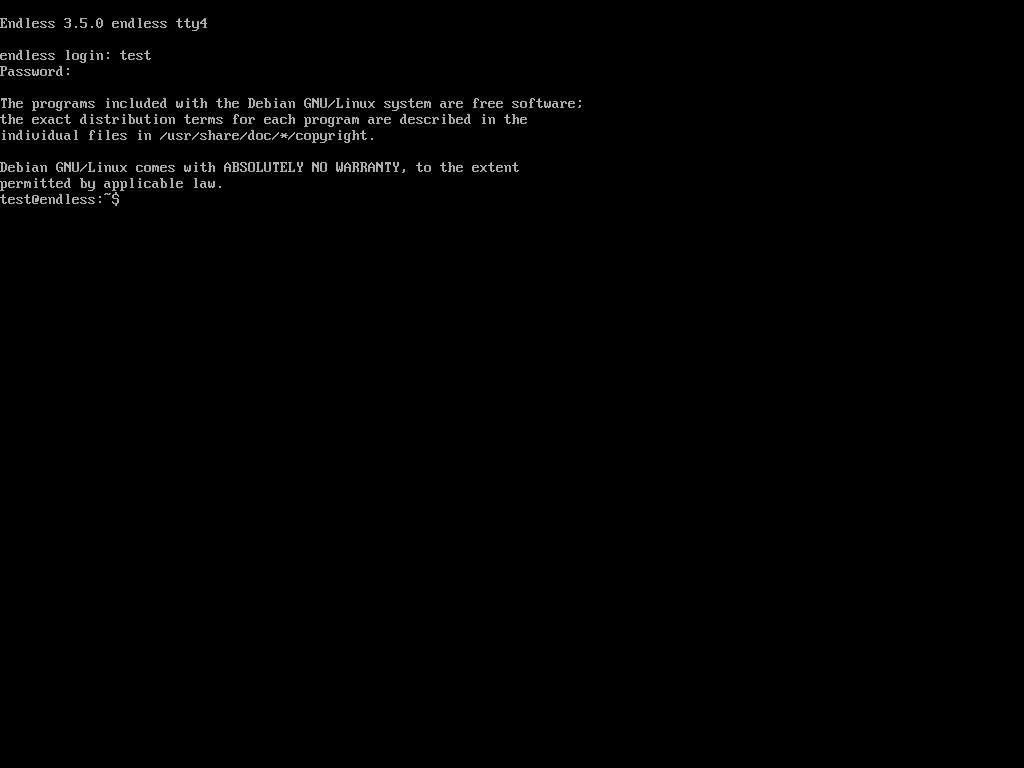 Endless 3.5.0 endless tty4
endless login: test
Password:
The programs included with the Debian GNU/Linux system are free software;
the exact distribution terms for each program are described in the
individual files in /usr/share/doc/*/copyright.
Debian GNU/Linux comes with ABSOLUTELY NO WARRANTY, to the extent
permitted by applicable law.
test@endless:~$